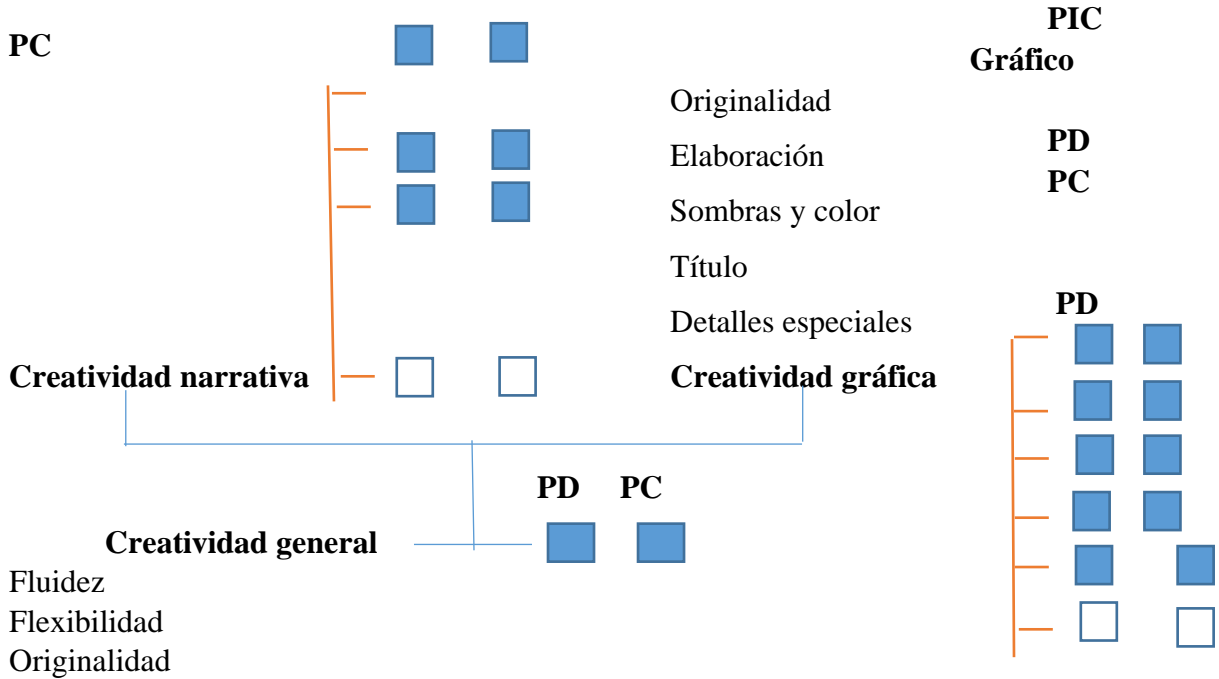 PIC
PC
Gráfico
Originalidad
PD
Elaboración
PC
Sombras y color
Título
PD
Detalles especiales
Creatividad narrativa
Creatividad gráfica
PD PC
Creatividad general
Fluidez
Flexibilidad
Originalidad